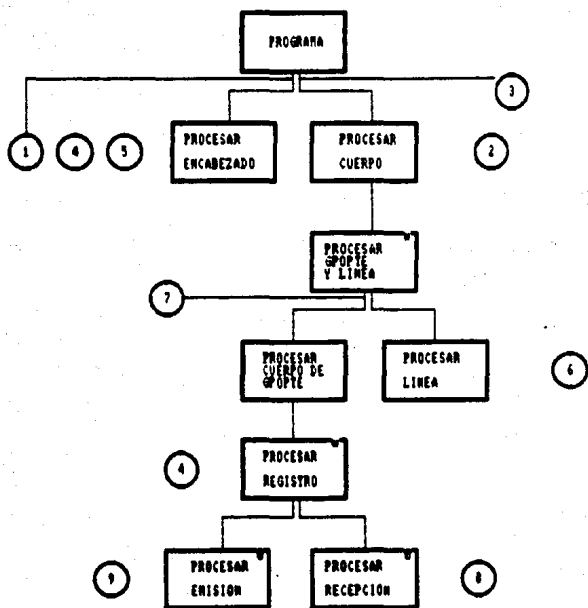 PROGRAMA
3
1
4
5
PROCESAR
ENCABEZADO
PROCESAR
CUERPO
2
PROCESAR
GPOPTE
Y LINEA
7
PROCESAR
CUERPO DE
GPOPTE
PROCESAR
LINEA
6
PROCESAR
REGISTRO
4
PROCESAR
EMISION
9
PROCESAR
RECEPCION
8